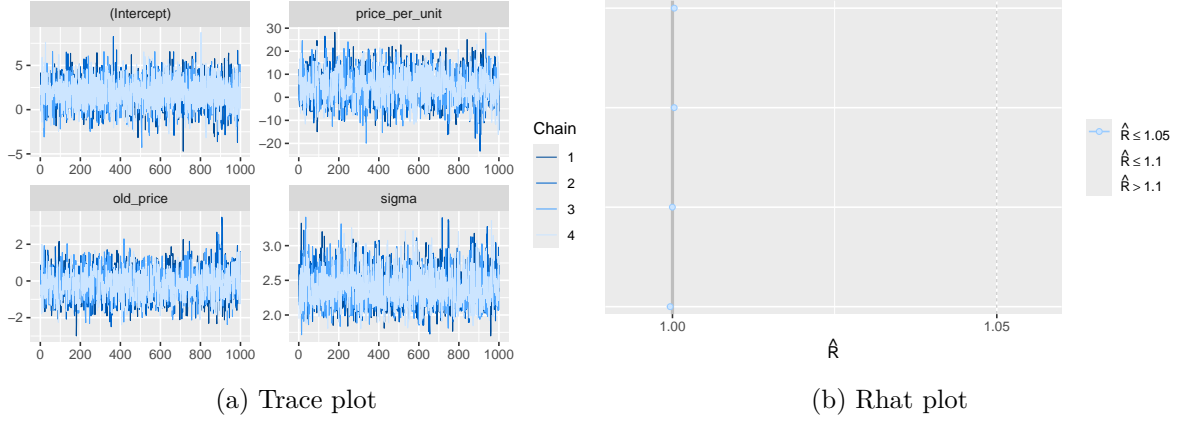 (Intercept)
price_per_unit
5
0
−5
0 200 400 600 800 1000
30
20
10
0
−10
−20
0 200 400 600 800 1000
old_price
sigma
2
0
−2
0 200 400 600 800 1000
3.0
2.5
2.0
0 200 400 600 800 1000
Chain
1
2
3
4
(a) Trace plot
1.00 1.05
R̂
R̂ ≤ 1.05
R̂ ≤ 1.1
R̂ > 1.1
(b) Rhat plot